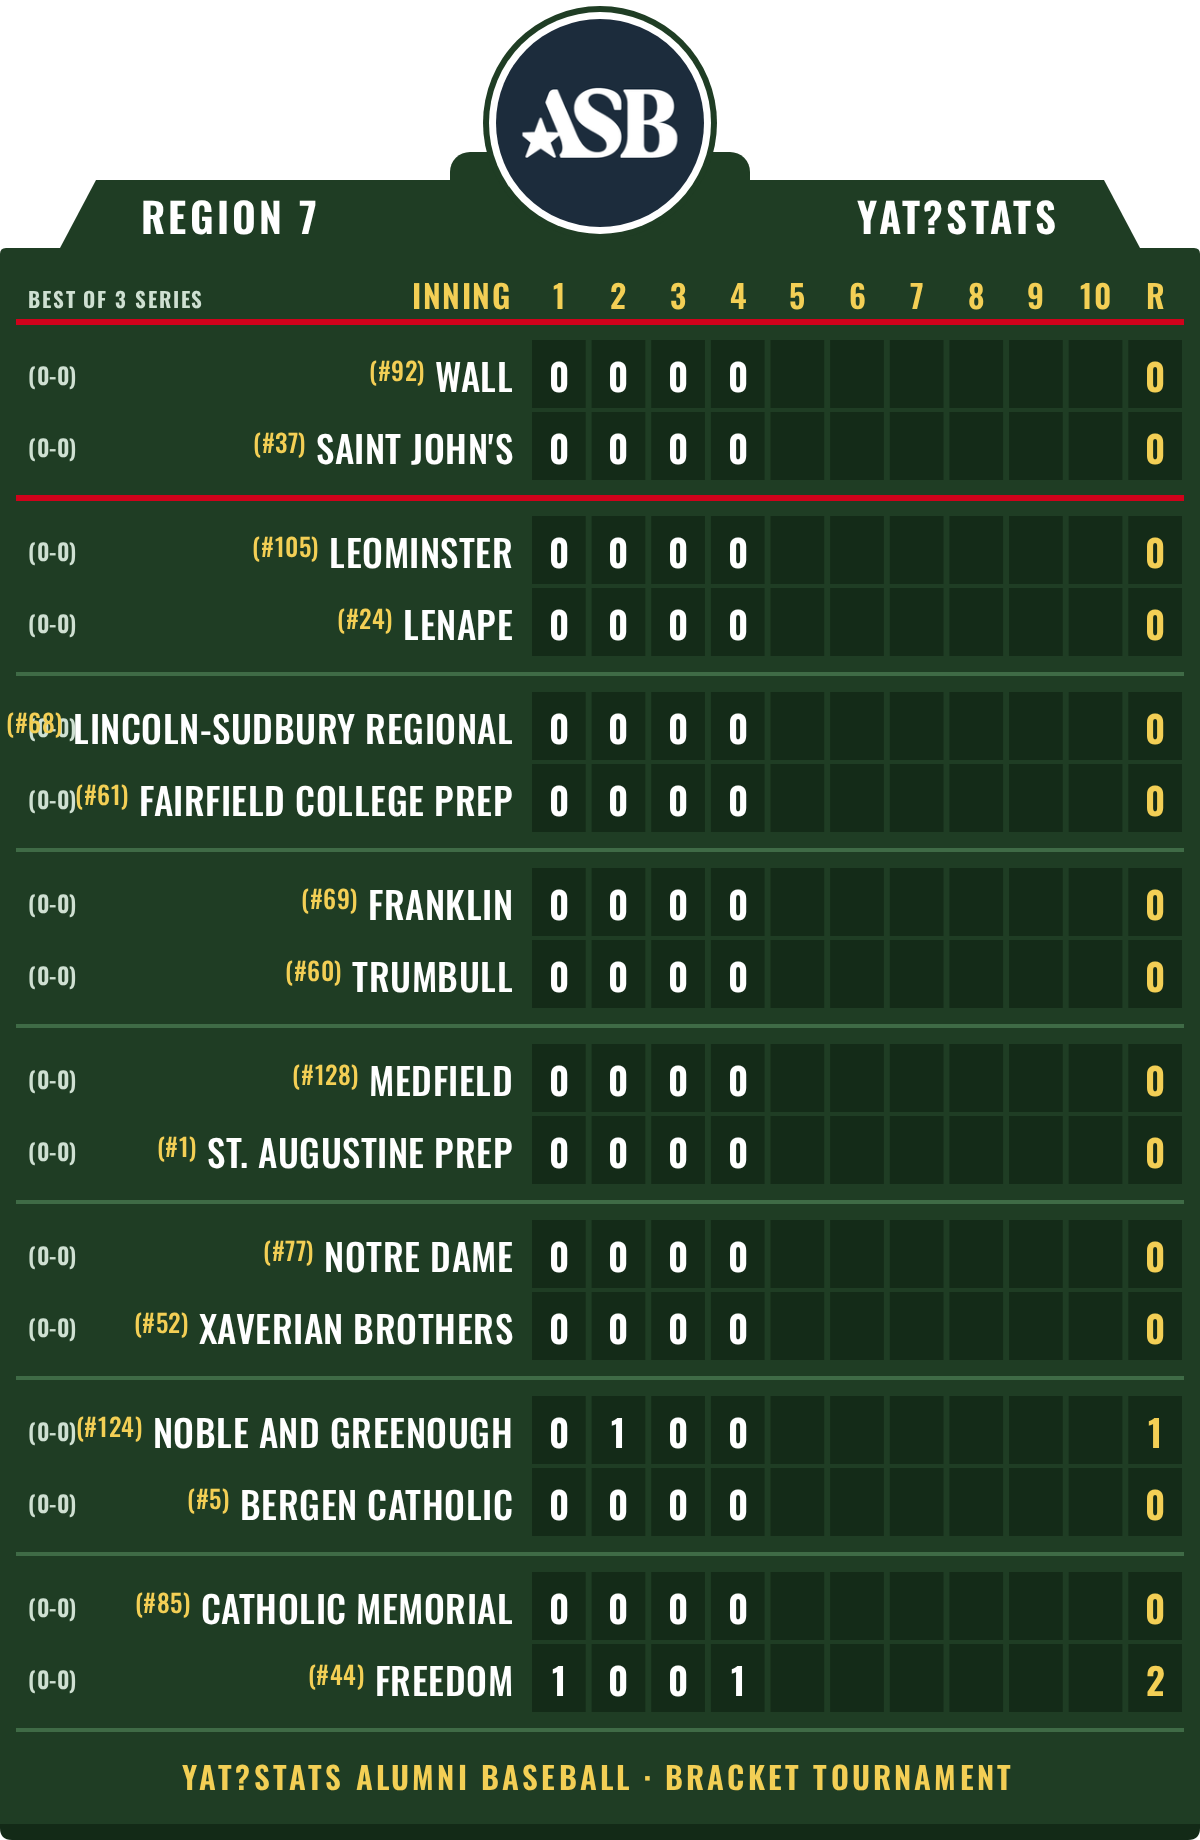 ASB
REGION 7 YAT?STATS
BEST OF 3 SERIES INNING 1 2 3 4 5 6 7 8 9 10 R
(0-0) (#92) WALL 0 0 0 0 0
(0-0) (#37) SAINT JOHN'S 0 0 0 0 0
(0-0) (#105) LEOMINSTER 0 0 0 0 0
(0-0) (#24) LENAPE 0 0 0 0 0
(0-0) (#68) LINCOLN-SUDBURY REGIONAL 0 0 0 0 0
(0-0) (#61) FAIRFIELD COLLEGE PREP 0 0 0 0 0
(0-0) (#69) FRANKLIN 0 0 0 0 0
(0-0) (#60) TRUMBULL 0 0 0 0 0
(0-0) (#128) MEDFIELD 0 0 0 0 0
(0-0) (#1) ST. AUGUSTINE PREP 0 0 0 0 0
(0-0) (#77) NOTRE DAME 0 0 0 0 0
(0-0) (#52) XAVERIAN BROTHERS 0 0 0 0 0
(0-0) (#124) NOBLE AND GREENOUGH 0 1 0 0 1
(0-0) (#5) BERGEN CATHOLIC 0 0 0 0 0
(0-0) (#85) CATHOLIC MEMORIAL 0 0 0 0 0
(0-0) (#44) FREEDOM 1 0 0 1 2
YAT?STATS ALUMNI BASEBALL · BRACKET TOURNAMENT